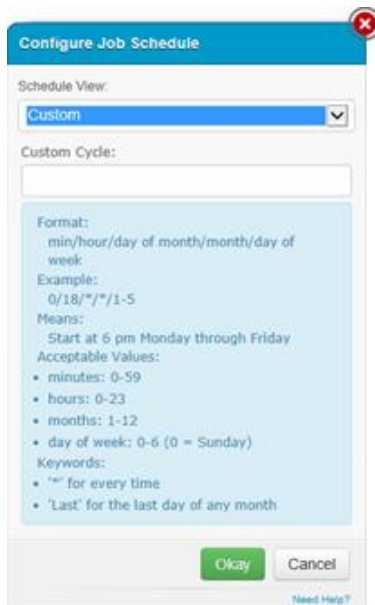 Configure Job Schedule
Schedule View:
Custom
Custom Cycle:
Format:
min/hour/day of month/month/day of
week
Example:
0/18/*/*/1-5
Means:
Start at 6 pm Monday through Friday
Acceptable Values:
• minutes: 0-59
• hours: 0-23
• months: 1-12
• day of week: 0-6 (0 = Sunday)
Keywords:
• '*' for every time
• 'Last' for the last day of any month
Okay Cancel
Need Help?